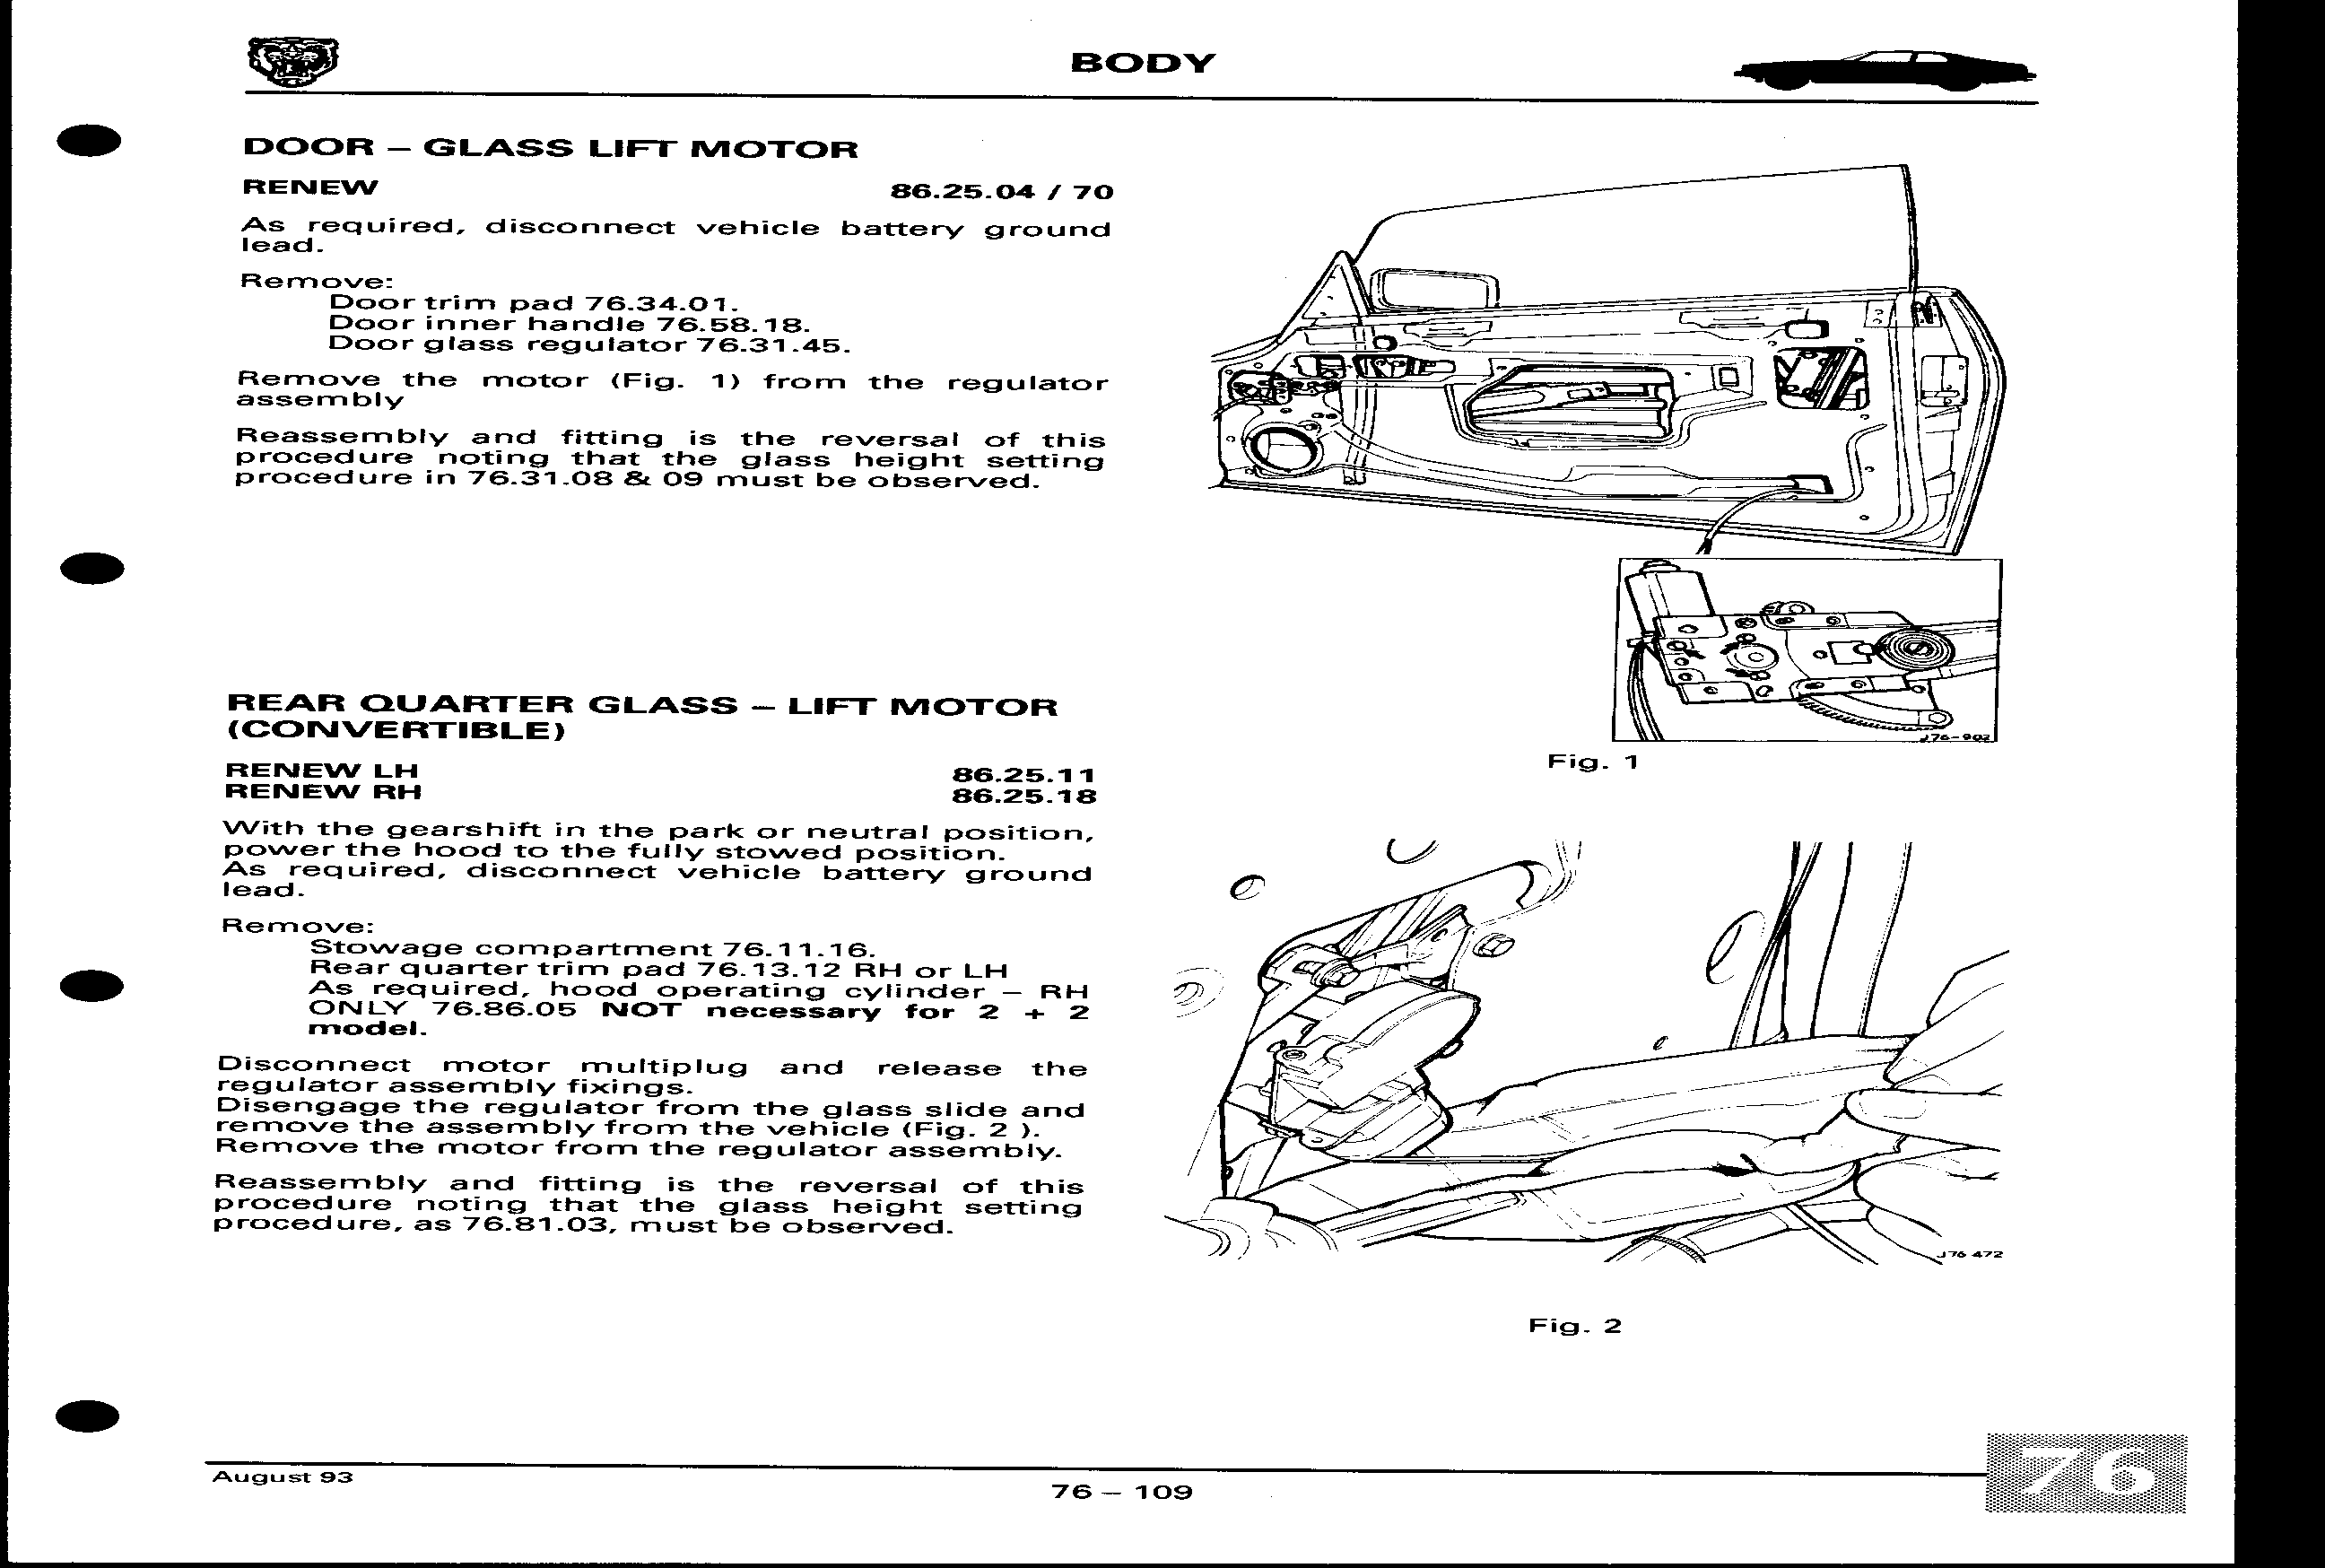 BODY
DOOR – GLASS LIFT MOTOR
RENEW 86.25.04 / 70
As required, disconnect vehicle battery ground
lead.
Remove:
Door trim pad 76.34.01.
Door inner handle 76.58.18.
Door glass regulator 76.31.45.
Remove the motor (Fig. 1) from the regulator
assembly
Reassembly and fitting is the reversal of this
procedure noting that the glass height setting
procedure in 76.31.08 & 09 must be observed.
J76-902
Fig. 1
REAR QUARTER GLASS – LIFT MOTOR
(CONVERTIBLE)
RENEW LH 86.25.11
RENEW RH 86.25.18
With the gearshift in the park or neutral position,
power the hood to the fully stowed position.
As required, disconnect vehicle battery ground
lead.
Remove:
Stowage compartment 76.11.16.
Rear quarter trim pad 76.13.12 RH or LH
As required, hood operating cylinder – RH
ONLY 76.86.05 NOT necessary for 2 + 2
model.
Disconnect motor multiplug and release the
regulator assembly fixings.
Disengage the regulator from the glass slide and
remove the assembly from the vehicle (Fig. 2 ).
Remove the motor from the regulator assembly.
Reassembly and fitting is the reversal of this
procedure noting that the glass height setting
procedure, as 76.81.03, must be observed.
J76 472
Fig. 2
August 93
76 – 109
76